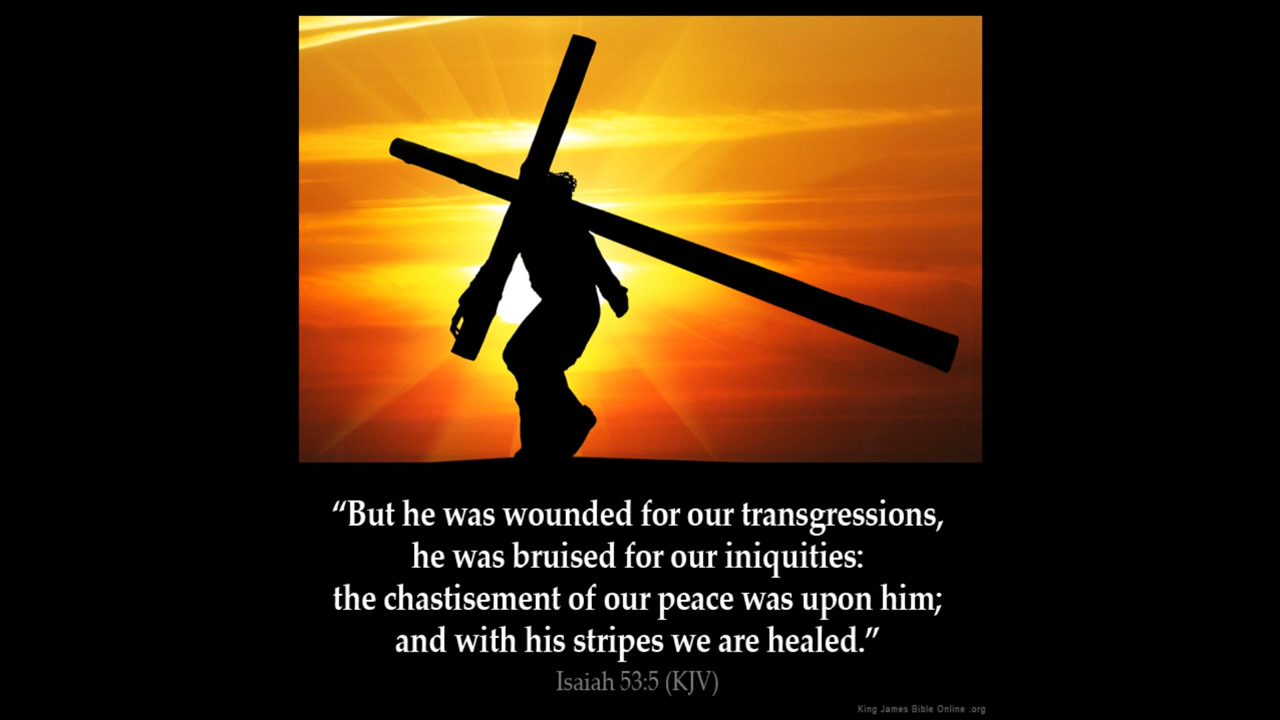 “But he was wounded for our transgressions,
he was bruised for our iniquities:
the chastisement of our peace was upon him;
and with his stripes we are healed.”
Isaiah 53:5 (KJV)
King James Bible Online .org